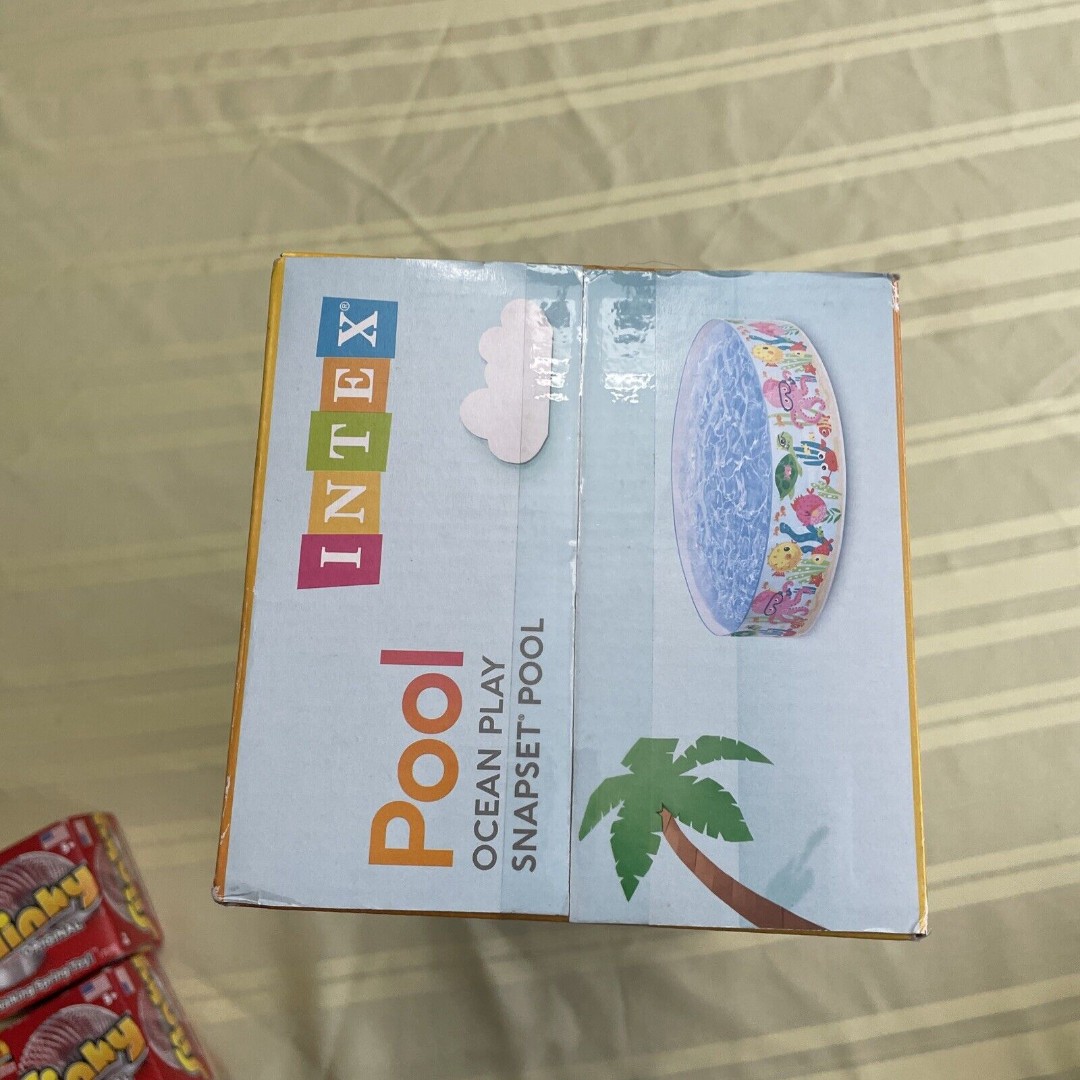 INTEX®
Pool
OCEAN PLAY
SNAPSET® POOL
ORIGINAL